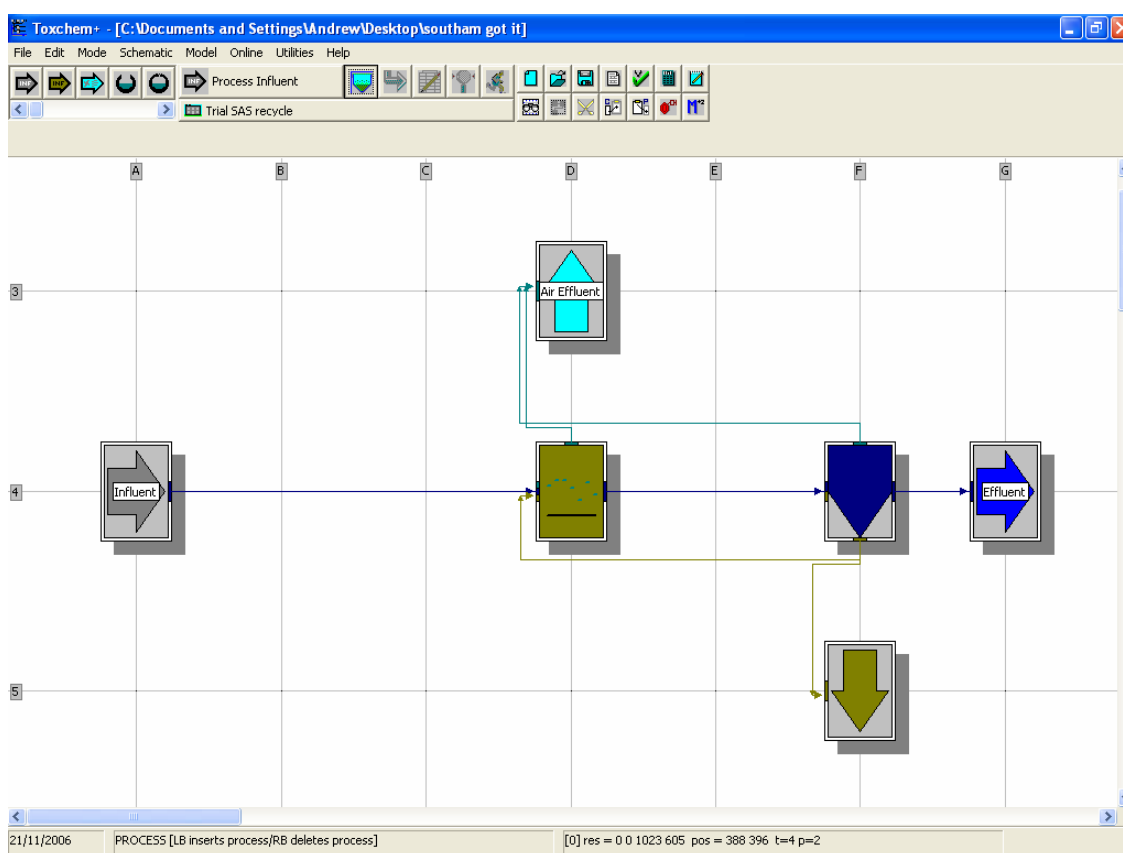 Toxchem+ - [C:\Documents and Settings\Andrew\Desktop\southam got it]
File Edit Mode Schematic Model Online Utilities Help
INF INF Process Influent
Trial SAS recycle
A B C D E F G
3
Air Effluent
4
Influent
Effluent
5
21/11/2006 PROCESS [LB inserts process/RB deletes process] [0] res = 0 0 1023 605 pos = 388 396 t=4 p=2